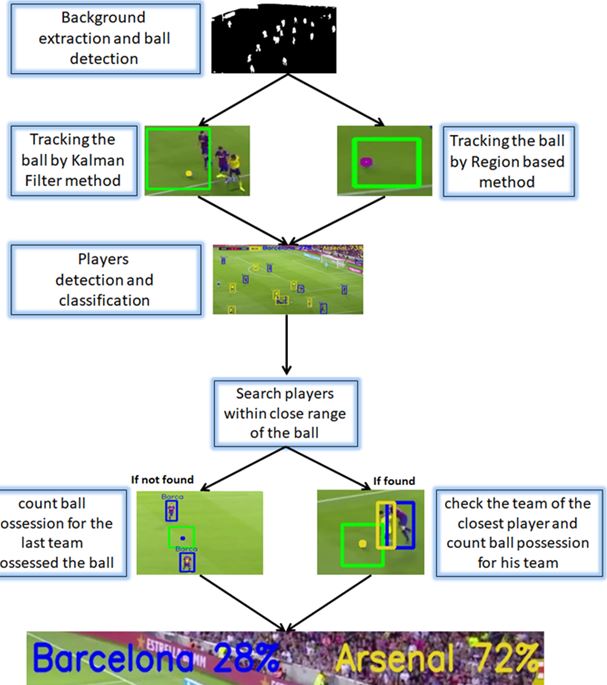 Background
extraction and ball
detection
Tracking the
ball by Kalman
Filter method
Tracking the ball
by Region based
method
Players
detection and
classification
Barcelona
Arsenal 73%
Search players
within close range
of the ball
If not found
If found
count ball
ossession for the
last team
ossessed the ball
Barca
Barca
check the team of the
closest player and
count ball possession
for his team
Barcelona 28% Arsenal 72%